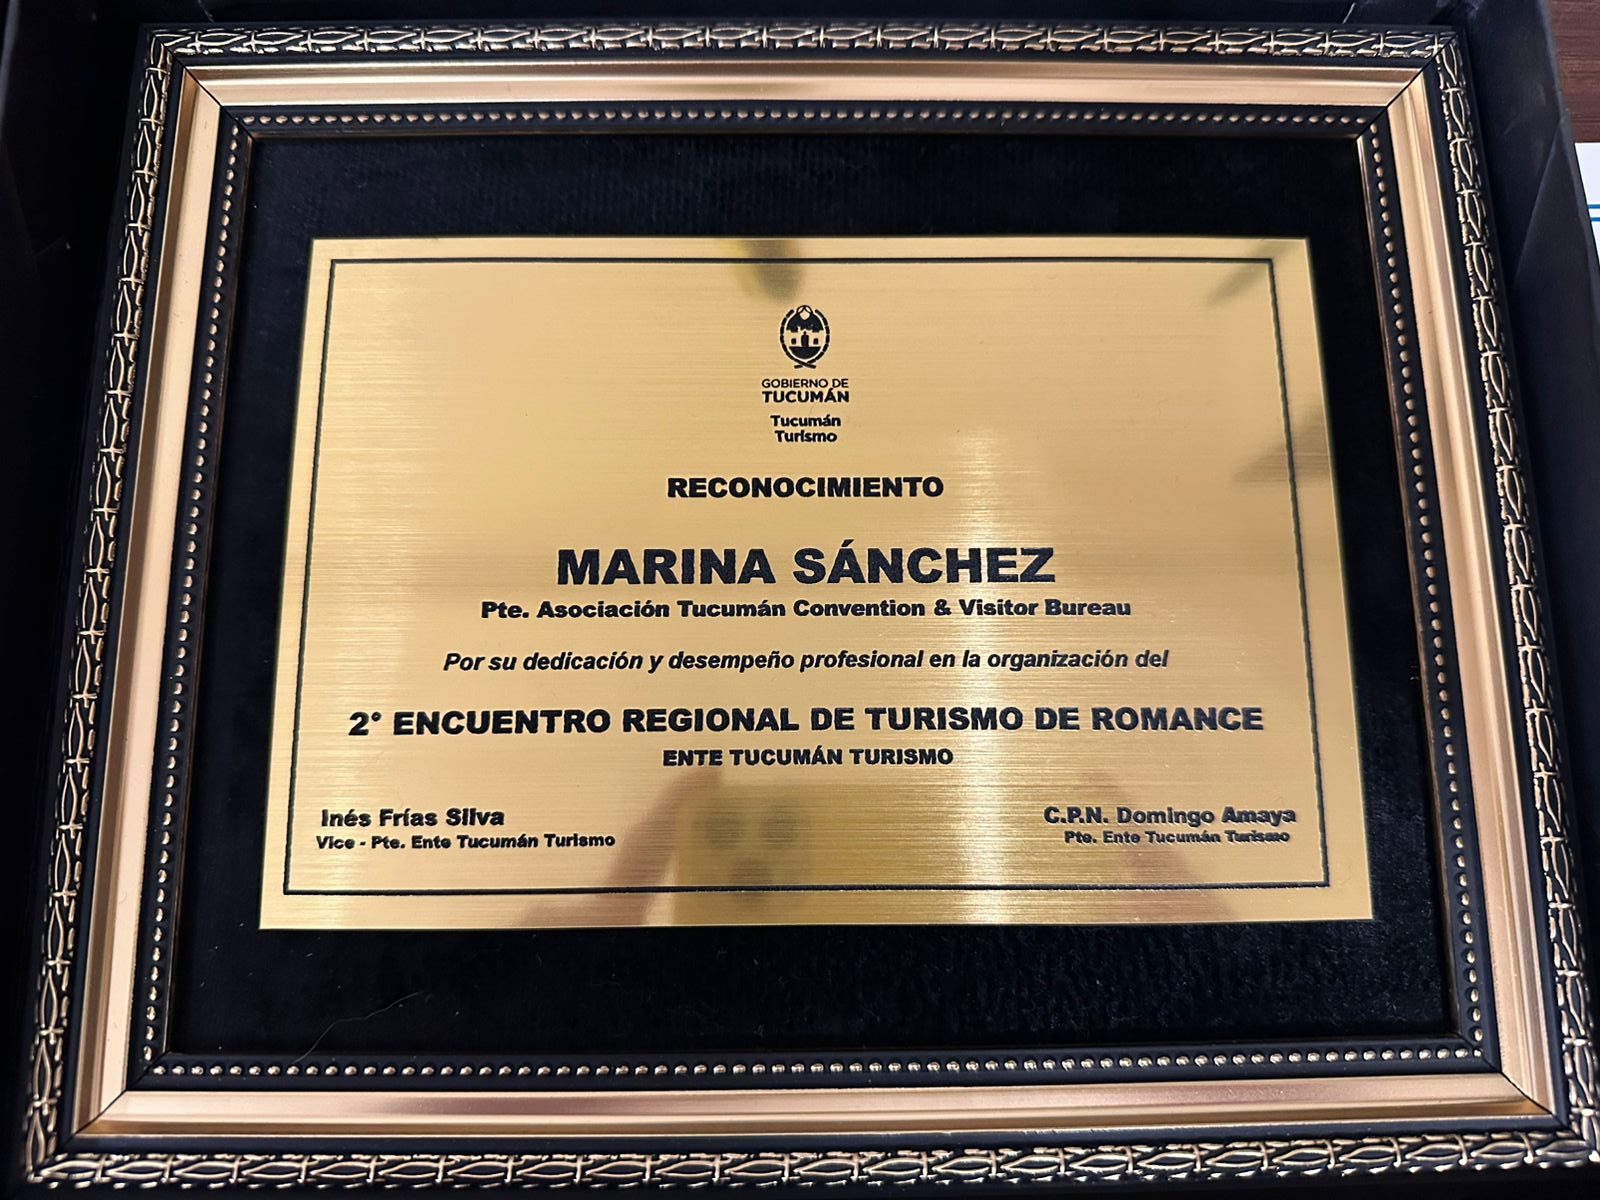 GOBIERNO DE
TUCUMÁN
Tucumán
Turismo
RECONOCIMIENTO
MARINA SÁNCHEZ
Pte. Asociación Tucumán Convention & Visitor Bureau
Por su dedicación y desempeño profesional en la organización del
2° ENCUENTRO REGIONAL DE TURISMO DE ROMANCE
ENTE TUCUMÁN TURISMO
Inés Frías Silva
Vice - Pte. Ente Tucumán Turismo
C.P.N. Domingo Amaya
Pte. Ente Tucumán Turismo